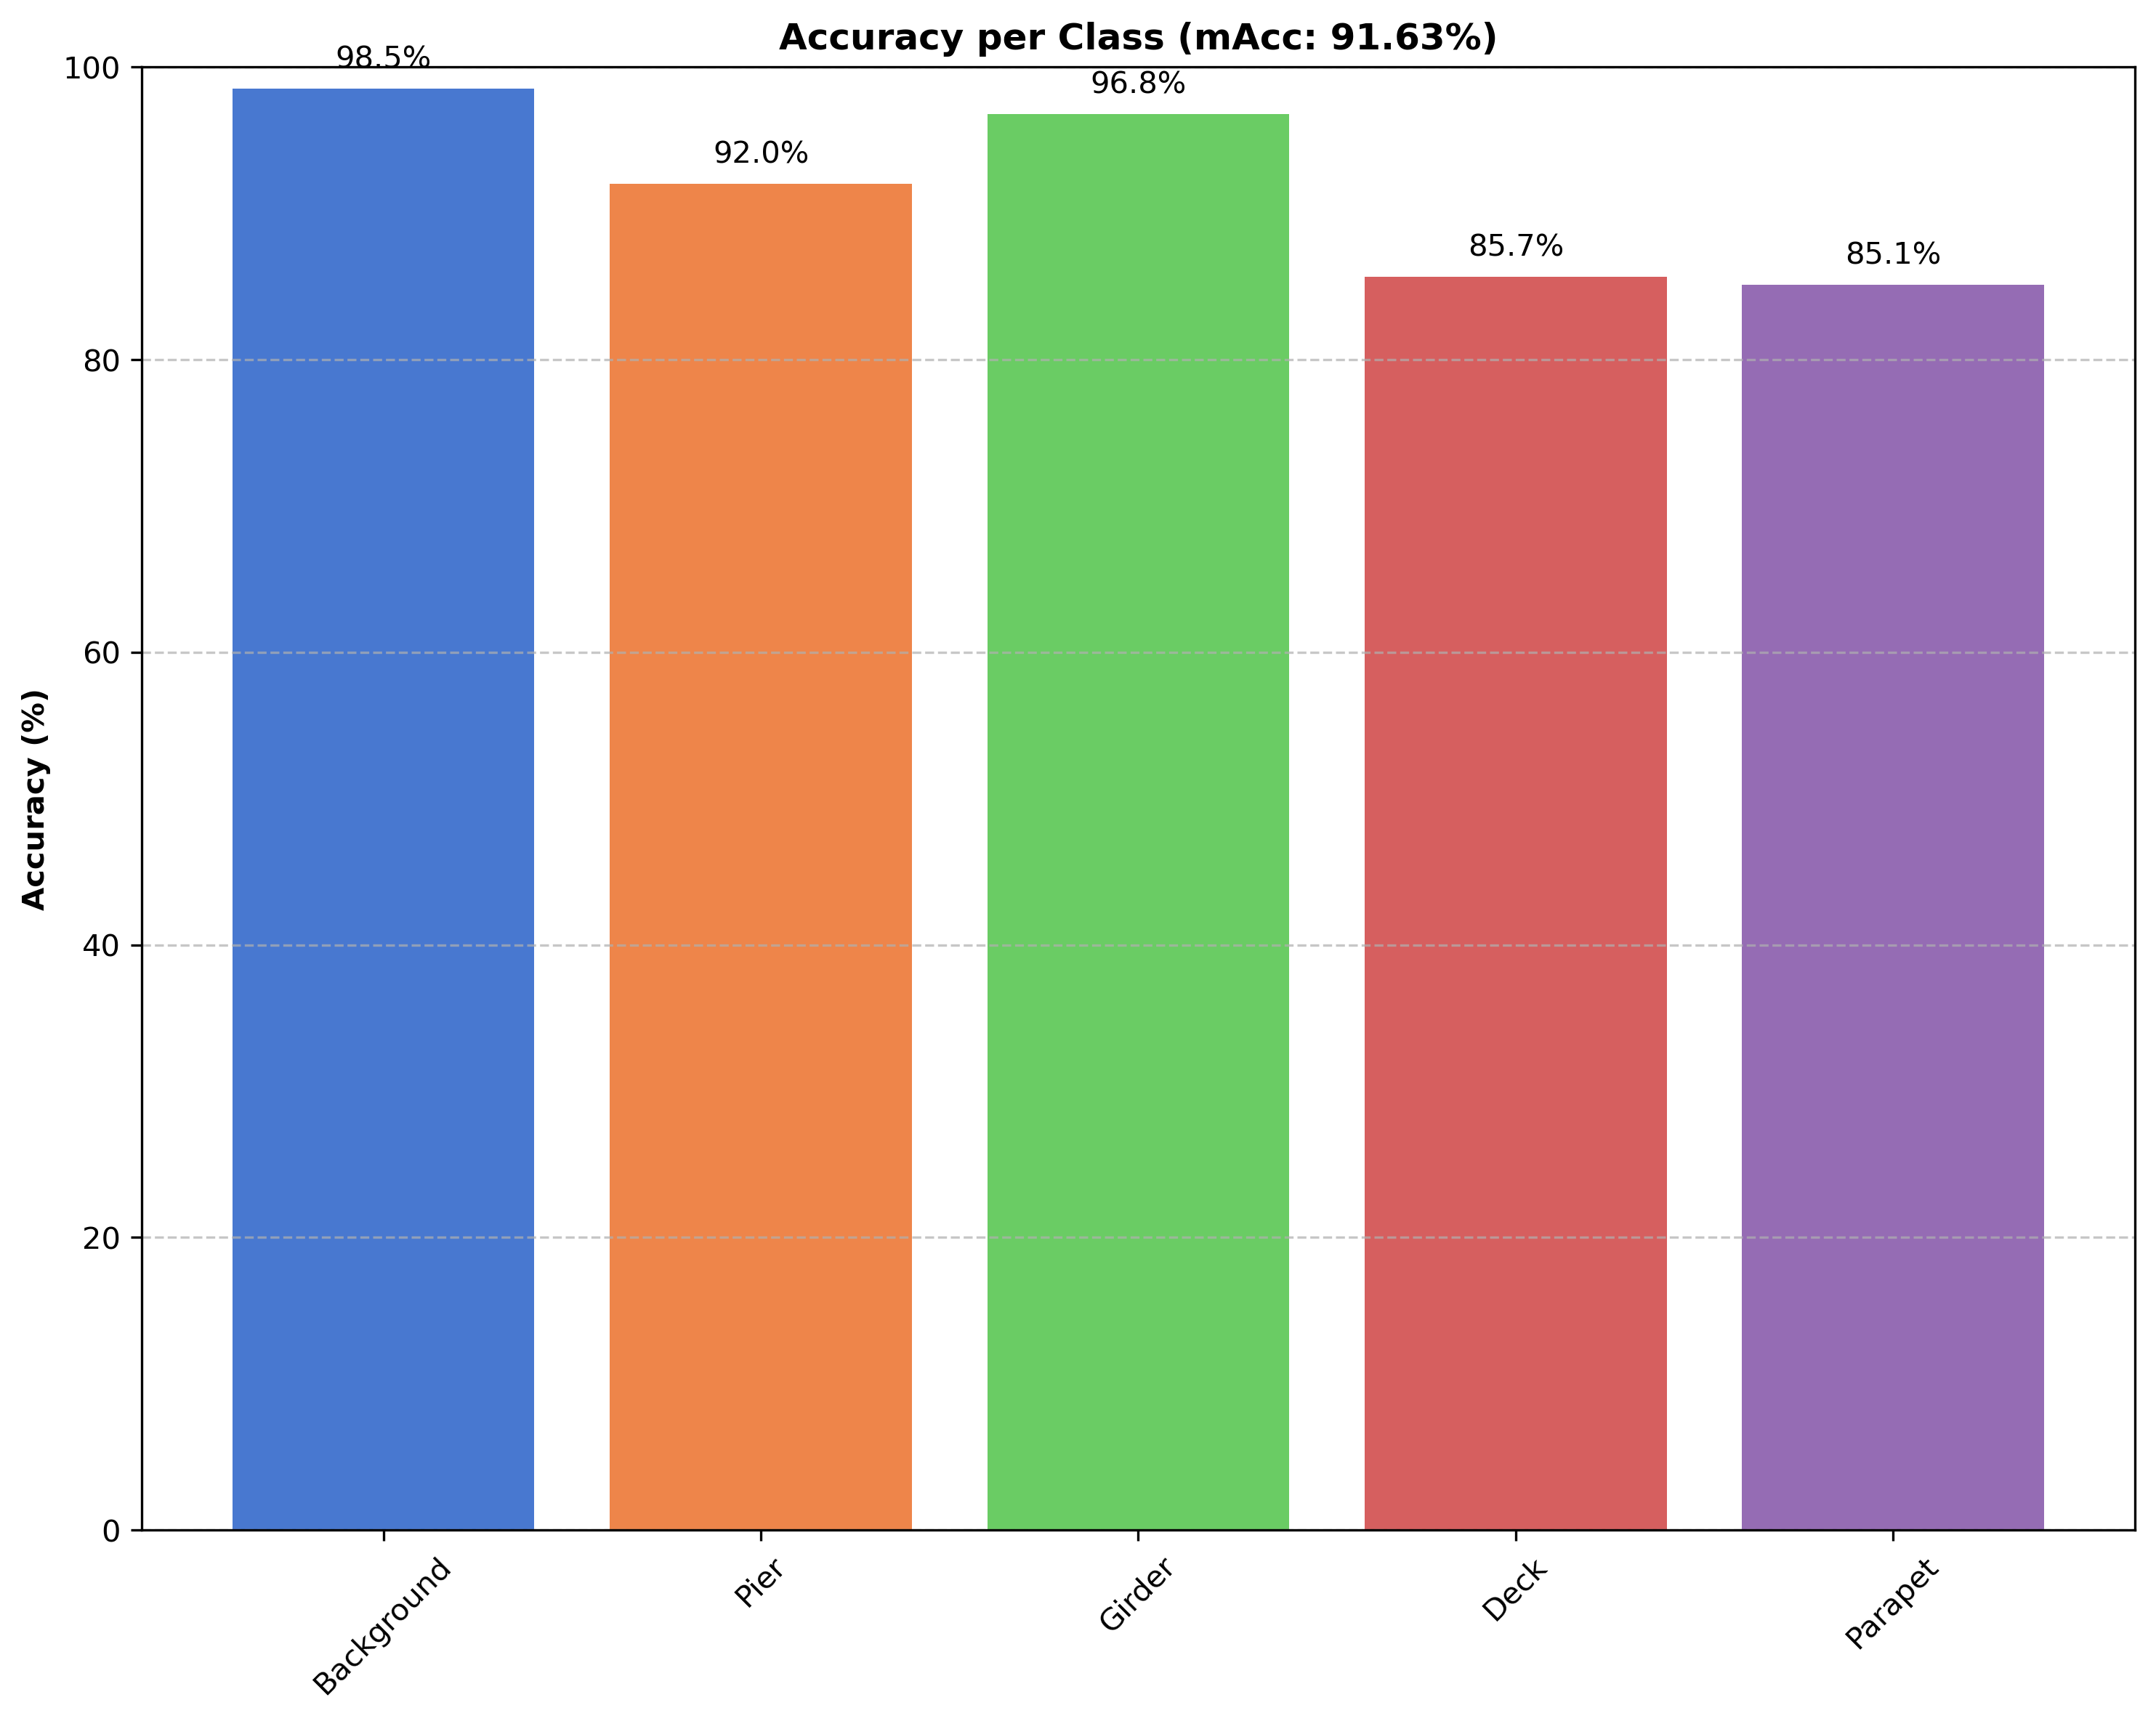 Accuracy per Class (mAcc: 91.63%)
98.5%
92.0%
96.8%
85.7%
85.1%
100
80
60
40
20
0
Accuracy (%)
Background
Pier
Girder
Deck
Parapet